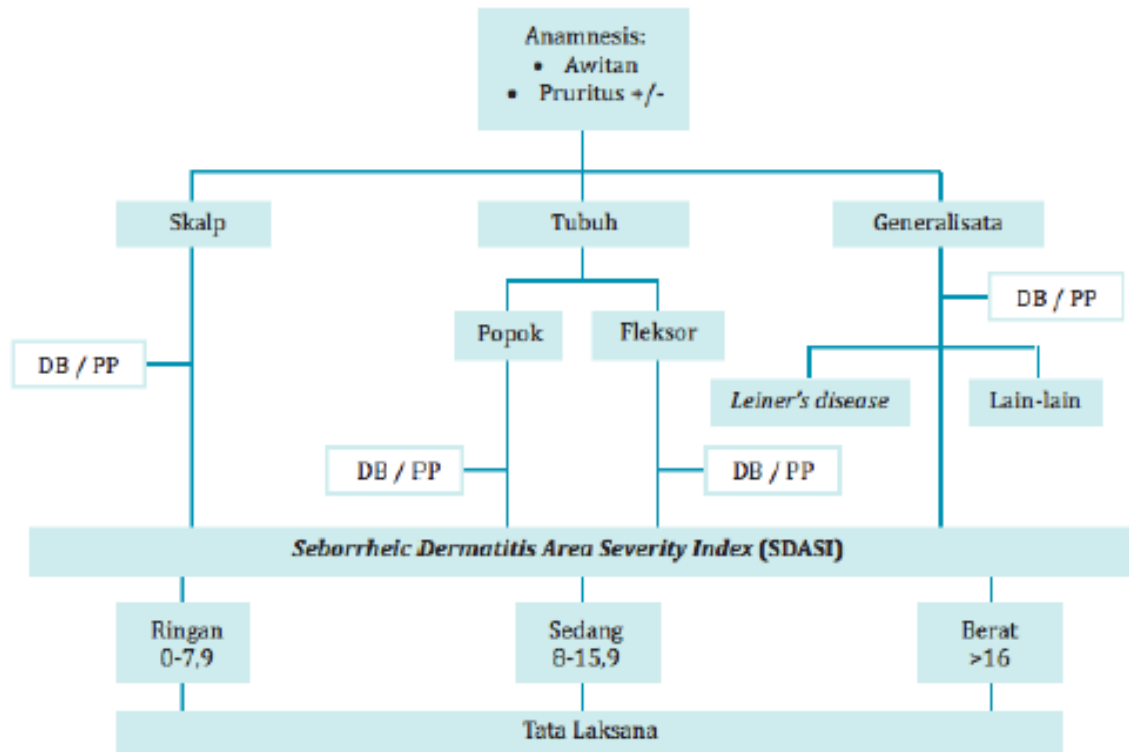 Anamnesis:
• Awitan
• Pruritus +/-
Skalp
Tubuh
Generalisata
DB / PP
Popok
Fleksor
DB / PP
Leiner's disease
Lain-lain
DB / PP
DB / PP
Seborrheic Dermatitis Area Severity Index (SDASI)
Ringan
0-7,9
Sedang
8-15,9
Berat
>16
Tata Laksana